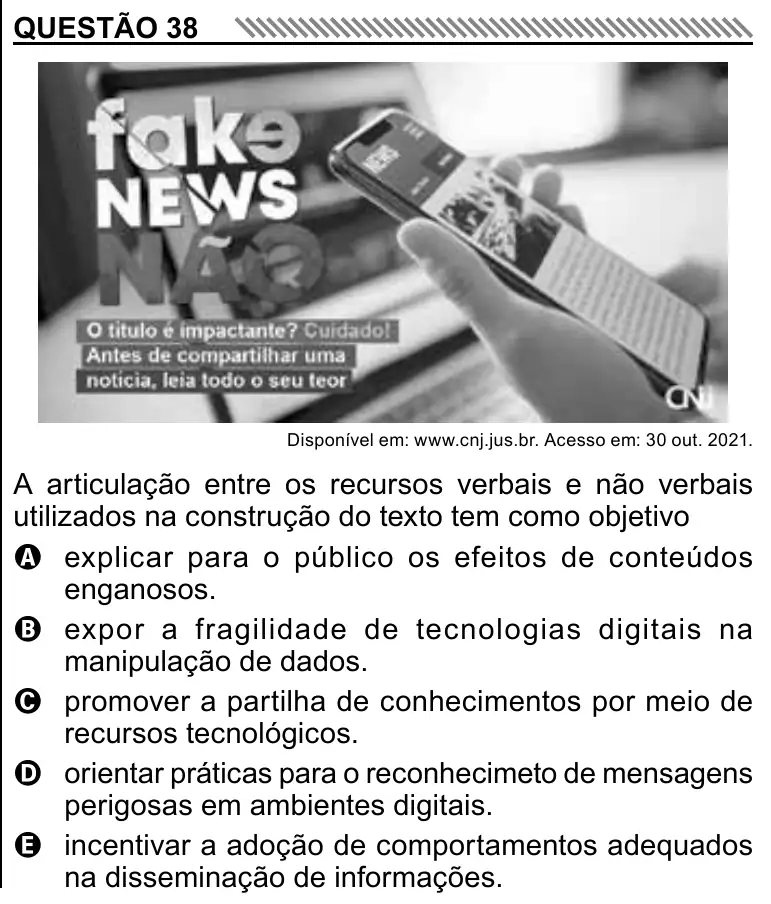 QUESTÃO 38
fake
NEWS
NÃO
NEWS
O título é impactante? Cuidado!
Antes de compartilhar uma
notícia, leia todo o seu teor
CNJ
Disponível em: www.cnj.jus.br. Acesso em: 30 out. 2021.
A articulação entre os recursos verbais e não verbais
utilizados na construção do texto tem como objetivo
A explicar para o público os efeitos de conteúdos
enganosos.
B expor a fragilidade de tecnologias digitais na
manipulação de dados.
C promover a partilha de conhecimentos por meio de
recursos tecnológicos.
D orientar práticas para o reconhecimeto de mensagens
perigosas em ambientes digitais.
E incentivar a adoção de comportamentos adequados
na disseminação de informações.